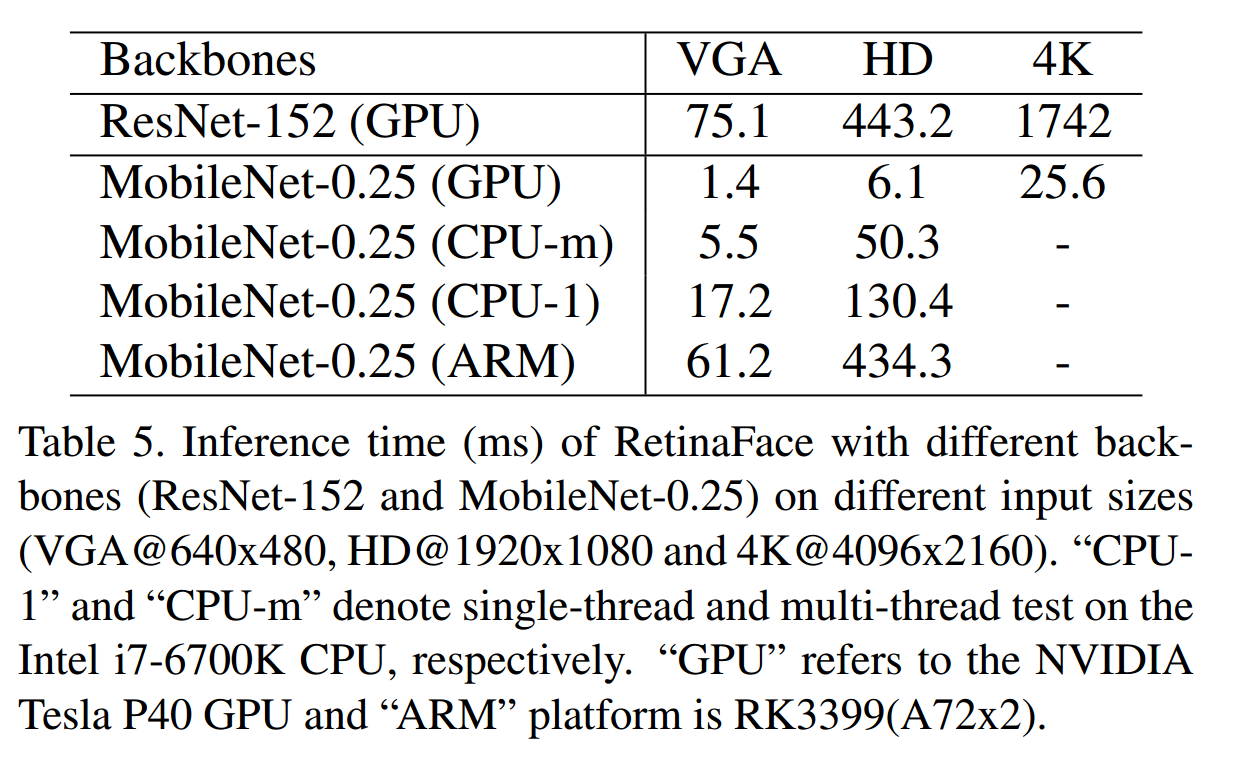 Backbones VGA HD 4K
ResNet-152 (GPU) 75.1 443.2 1742
MobileNet-0.25 (GPU) 1.4 6.1 25.6
MobileNet-0.25 (CPU-m) 5.5 50.3 -
MobileNet-0.25 (CPU-1) 17.2 130.4 -
MobileNet-0.25 (ARM) 61.2 434.3 -
Table 5. Inference time (ms) of RetinaFace with different back-
bones (ResNet-152 and MobileNet-0.25) on different input sizes
(VGA@640x480, HD@1920x1080 and 4K@4096x2160). “CPU-
1” and “CPU-m” denote single-thread and multi-thread test on the
Intel i7-6700K CPU, respectively. “GPU” refers to the NVIDIA
Tesla P40 GPU and “ARM” platform is RK3399(A72x2).